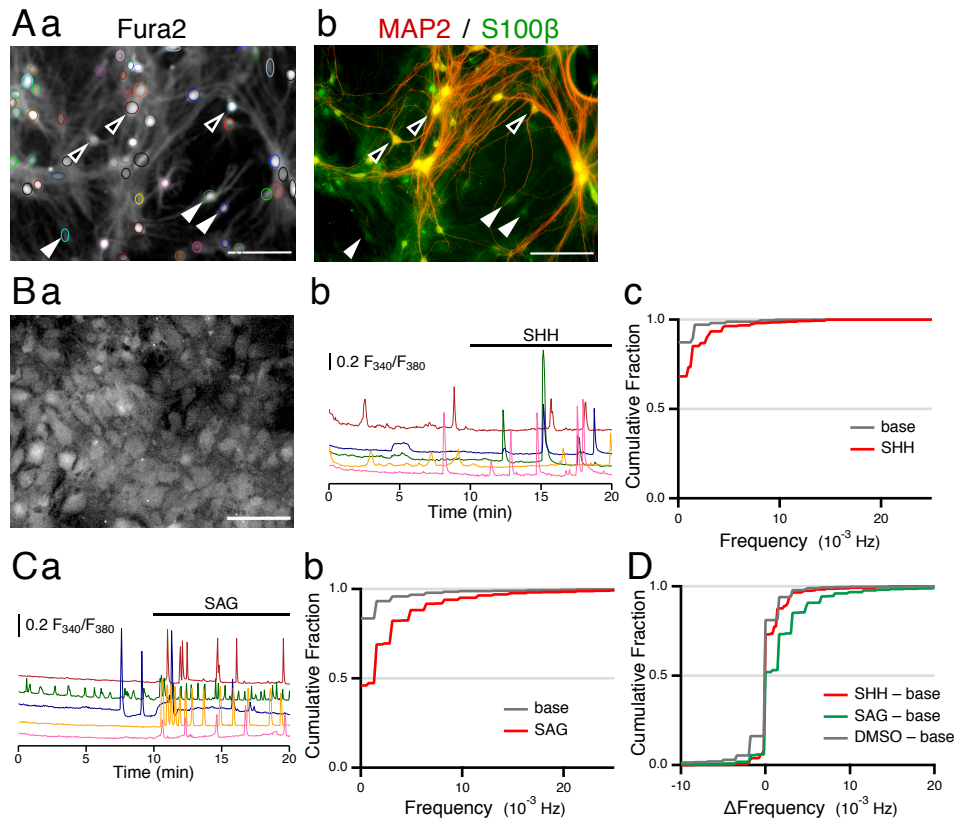 Aa
Fura2
b
MAP2 / S100β
Ba
b
SHH
0.2 F340/F380
0
5
10
15
20
Time (min)
c
Cumulative Fraction
1.0
0.5
0.0
base
SHH
0
10
20
Frequency (10-3 Hz)
Ca
SAG
0.2 F340/F380
0
5
10
15
20
Time (min)
b
Cumulative Fraction
1.0
0.5
0.0
base
SAG
0
10
20
Frequency (10-3 Hz)
D
Cumulative Fraction
1.0
0.5
0.0
SHH – base
SAG – base
DMSO – base
-10
0
10
20
ΔFrequency (10-3 Hz)